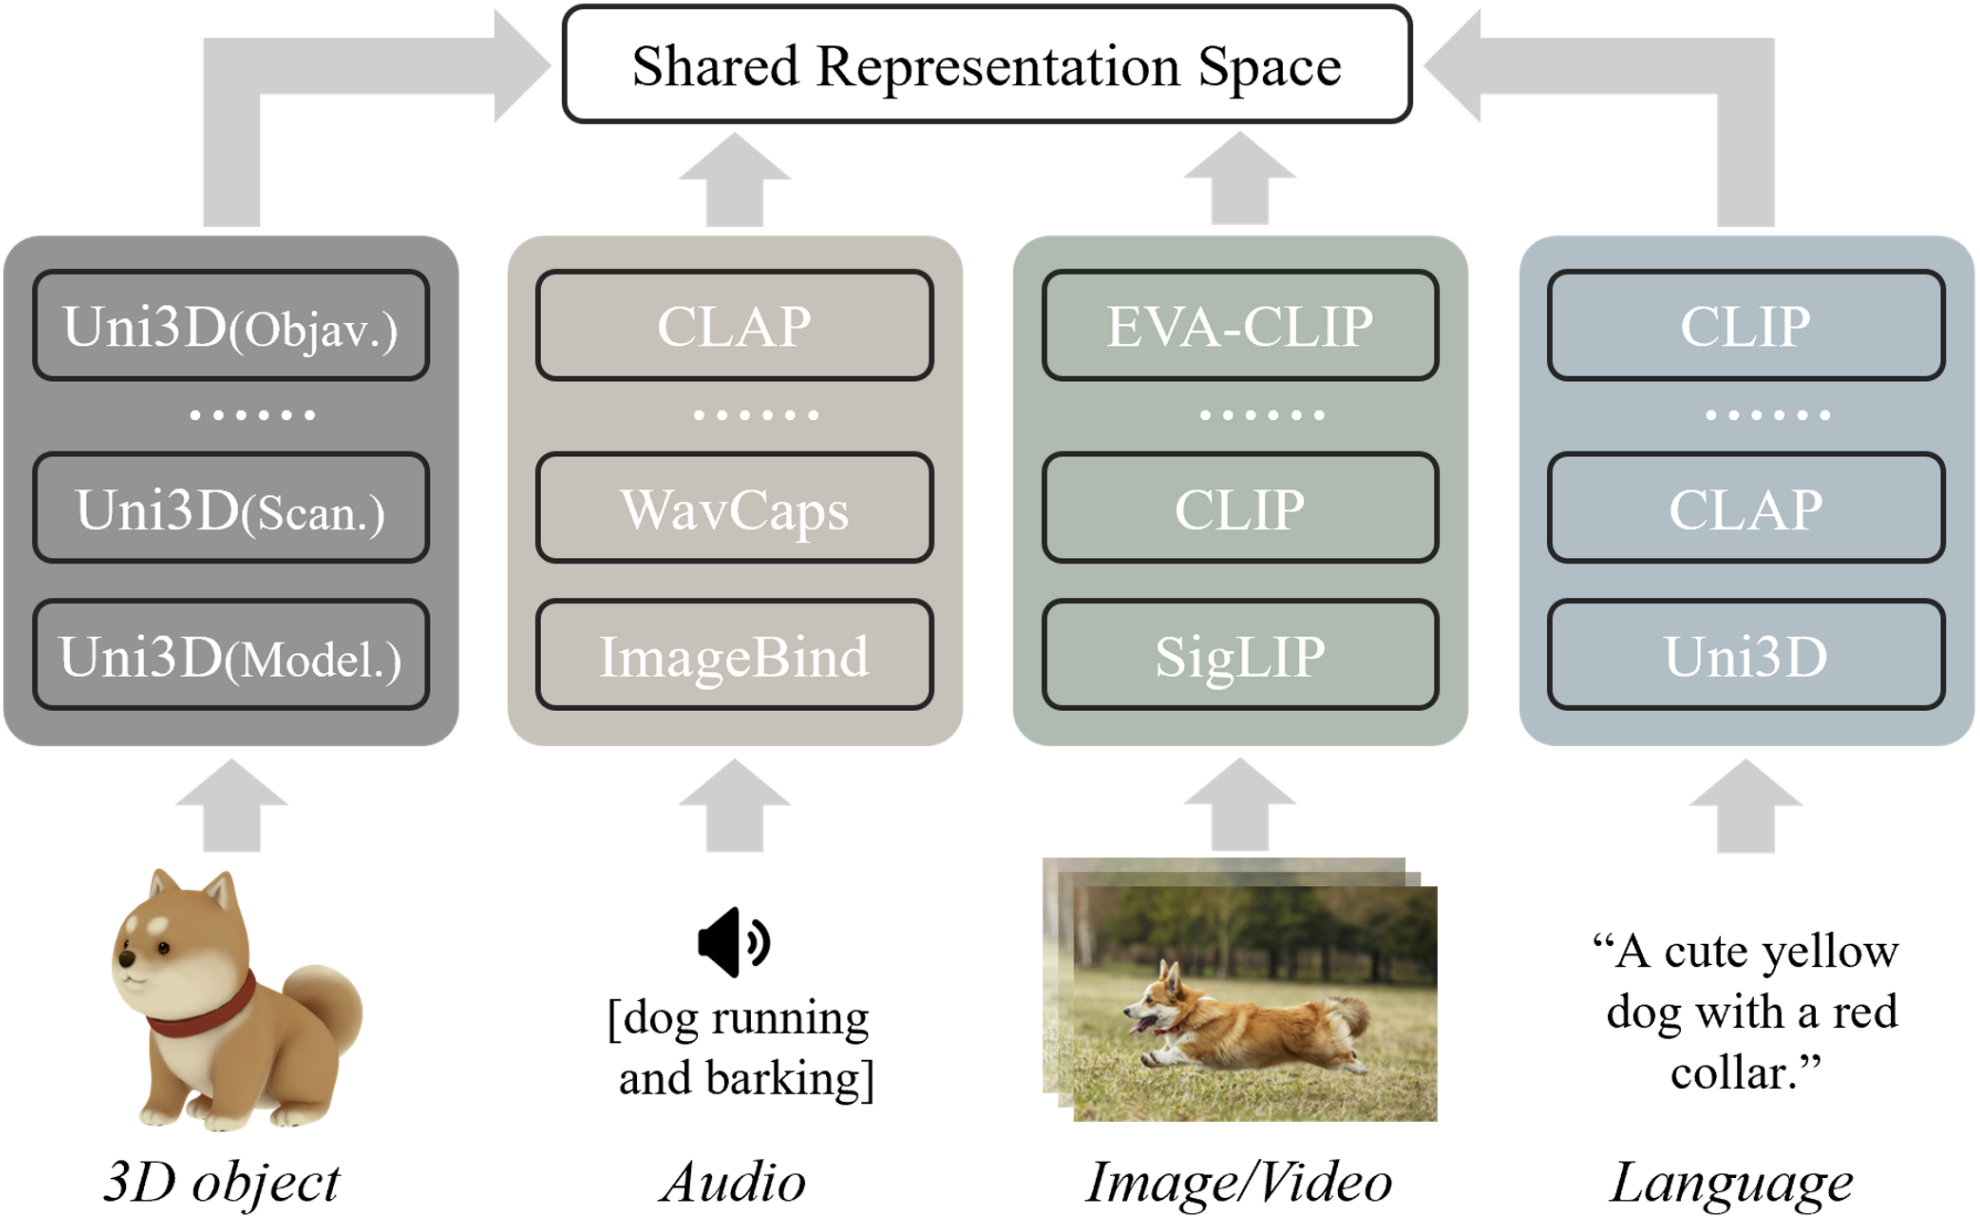 Shared Representation Space
Uni3D(Objav.)
......
Uni3D(Scan.)
Uni3D(Model.)
CLAP
......
WavCaps
ImageBind
EVA-CLIP
......
CLIP
SigLIP
CLIP
......
CLAP
Uni3D
[dog running
and barking]
“A cute yellow
dog with a red
collar.”
3D object
Audio
Image/Video
Language